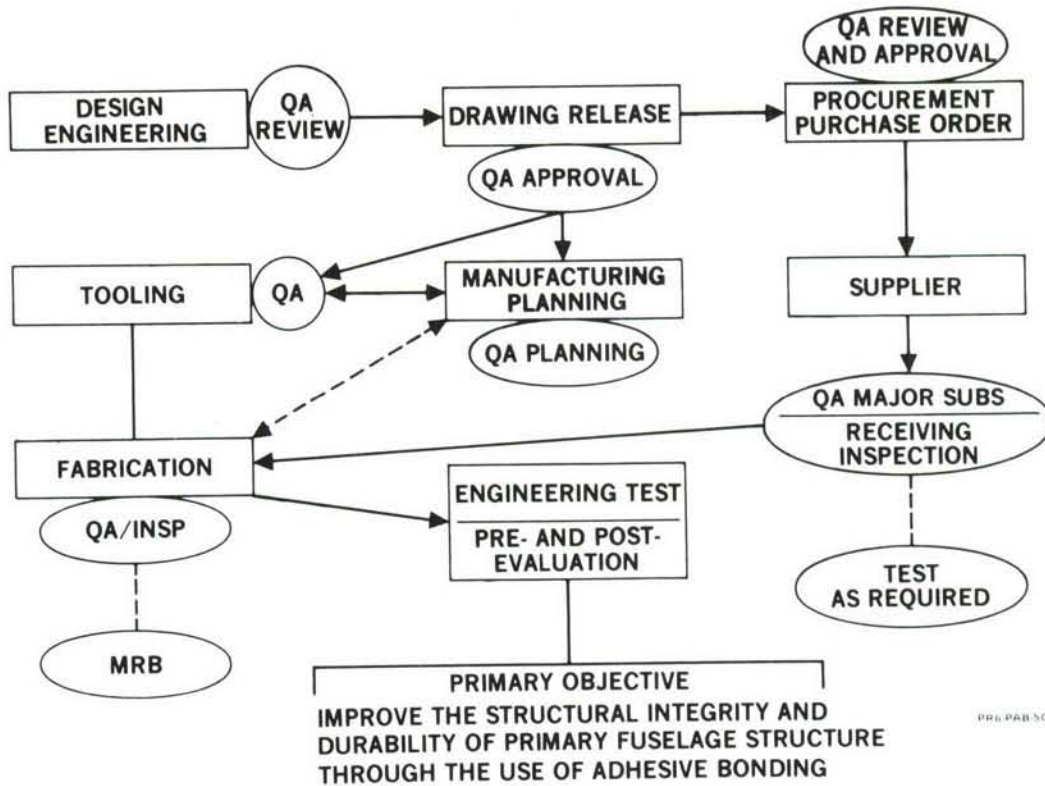 QA REVIEW
AND APPROVAL
DESIGN
ENGINEERING
QA
REVIEW
DRAWING RELEASE
PROCUREMENT
PURCHASE ORDER
QA APPROVAL
TOOLING
QA
MANUFACTURING
PLANNING
SUPPLIER
QA PLANNING
QA MAJOR SUBS
RECEIVING
INSPECTION
FABRICATION
ENGINEERING TEST
PRE- AND POST-
EVALUATION
QA/INSP
TEST
AS REQUIRED
MRB
PRIMARY OBJECTIVE
IMPROVE THE STRUCTURAL INTEGRITY AND
DURABILITY OF PRIMARY FUSELAGE STRUCTURE
THROUGH THE USE OF ADHESIVE BONDING